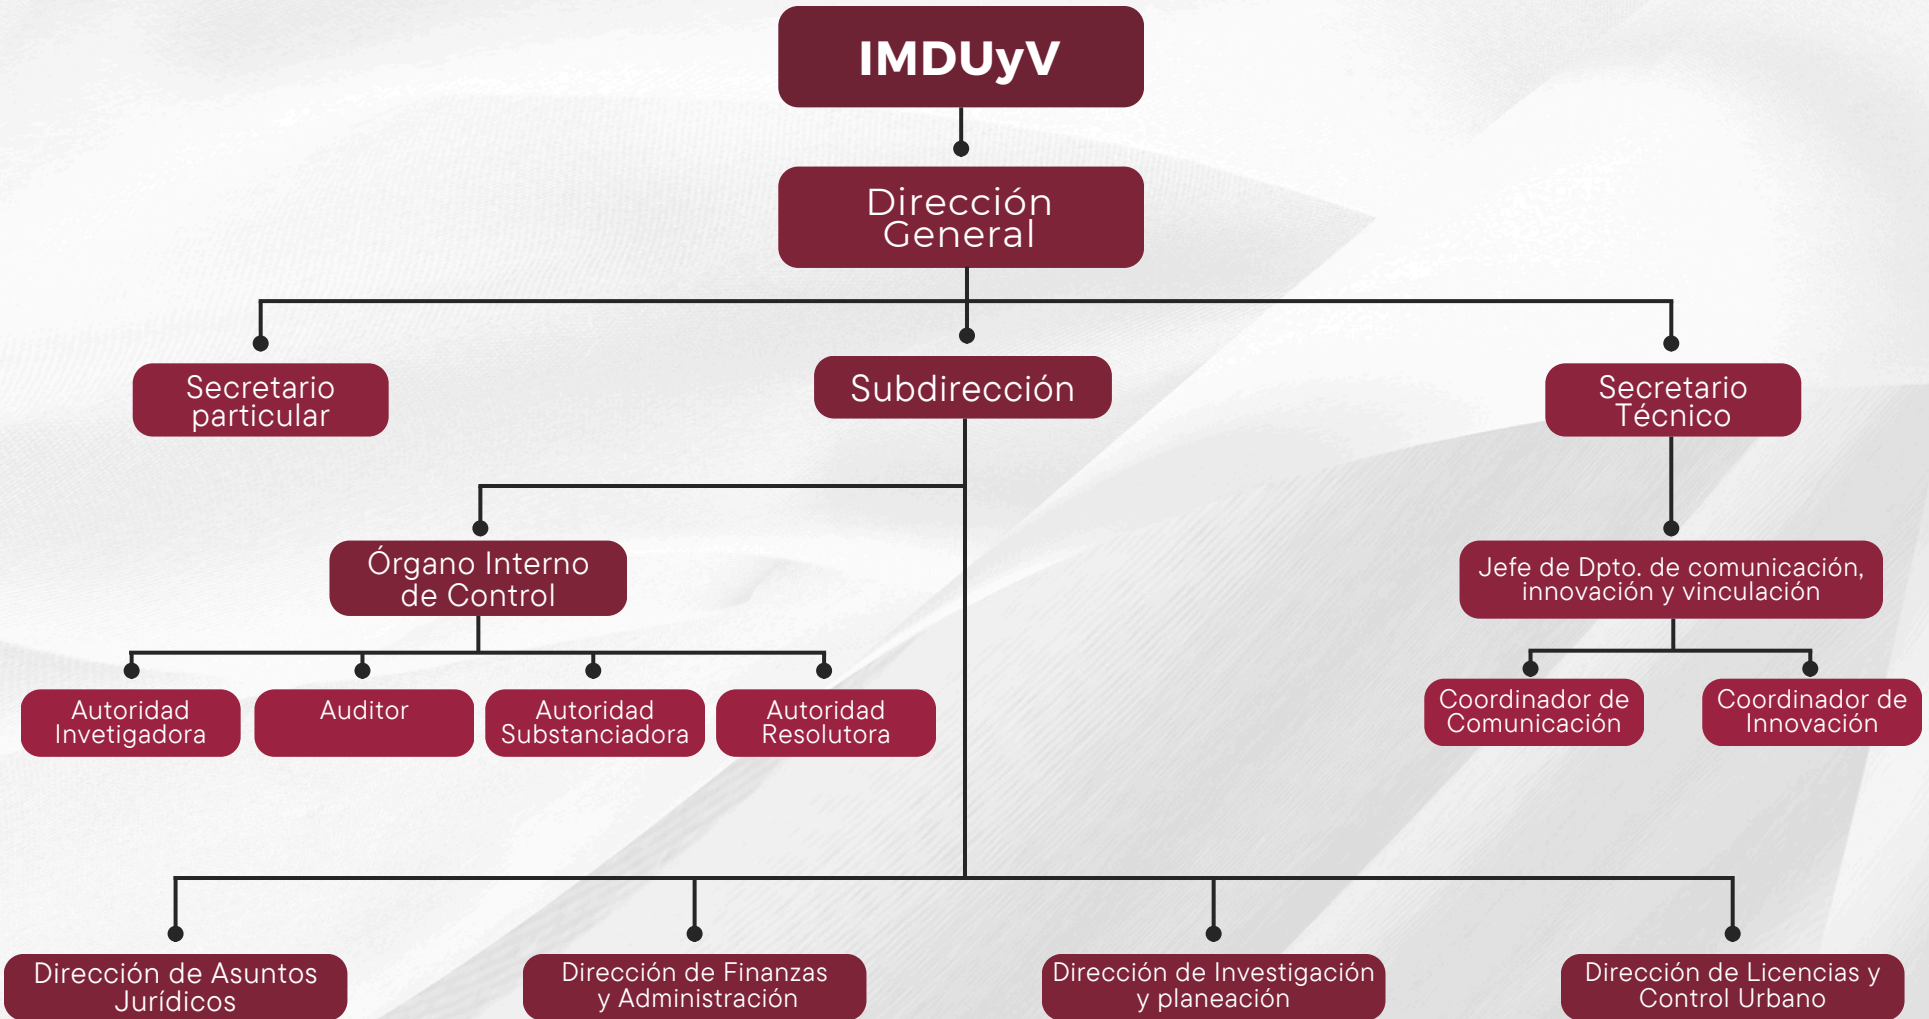 IMDUyV
Dirección
General
Secretario
particular
Subdirección
Secretario
Técnico
Órgano Interno
de Control
Jefe de Dpto. de comunicación,
innovación y vinculación
Autoridad
Invetigadora
Auditor
Autoridad
Substanciadora
Autoridad
Resolutora
Coordinador de
Comunicación
Coordinador de
Innovación
Dirección de Asuntos
Jurídicos
Dirección de Finanzas
y Administración
Dirección de Investigación
y planeación
Dirección de Licencias y
Control Urbano